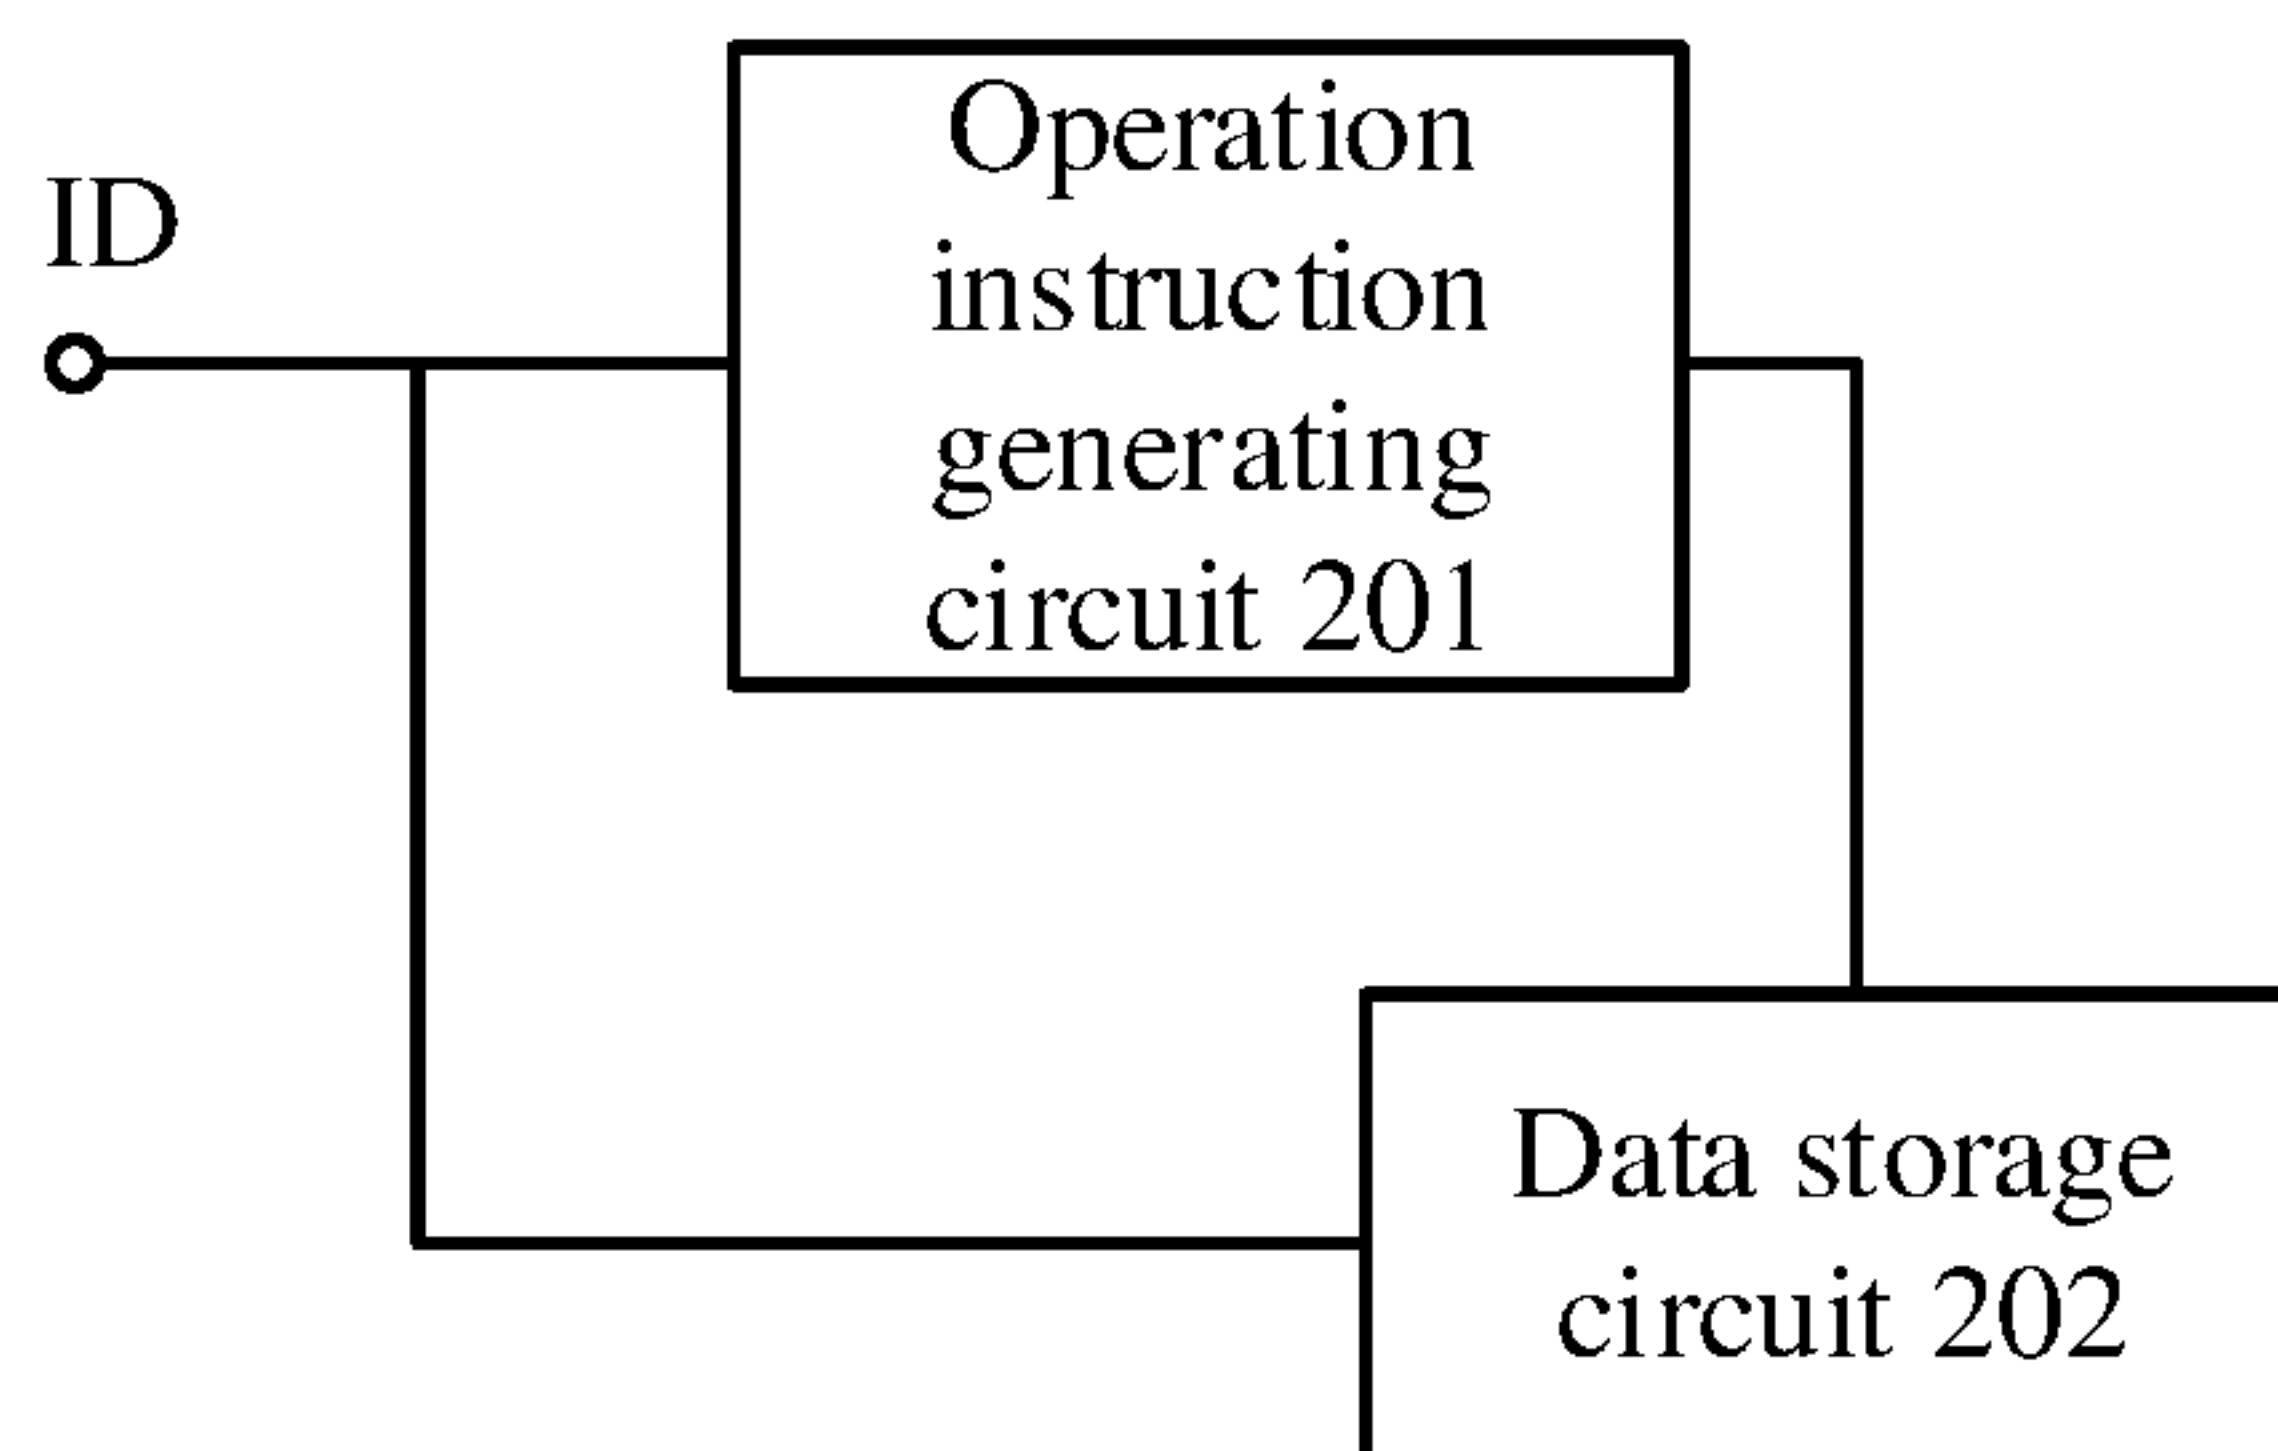 ID
Operation
instruction
generating
circuit 201
Data storage
circuit 202